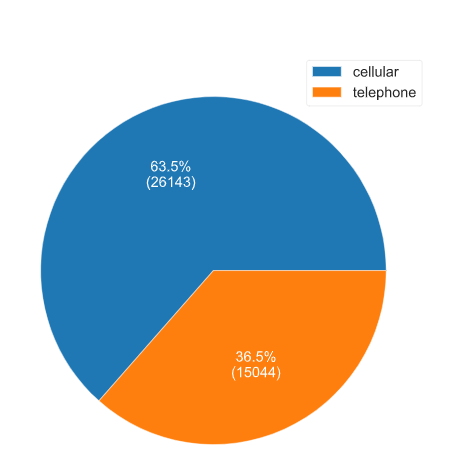 cellular
telephone
63.5%
(26143)
36.5%
(15044)